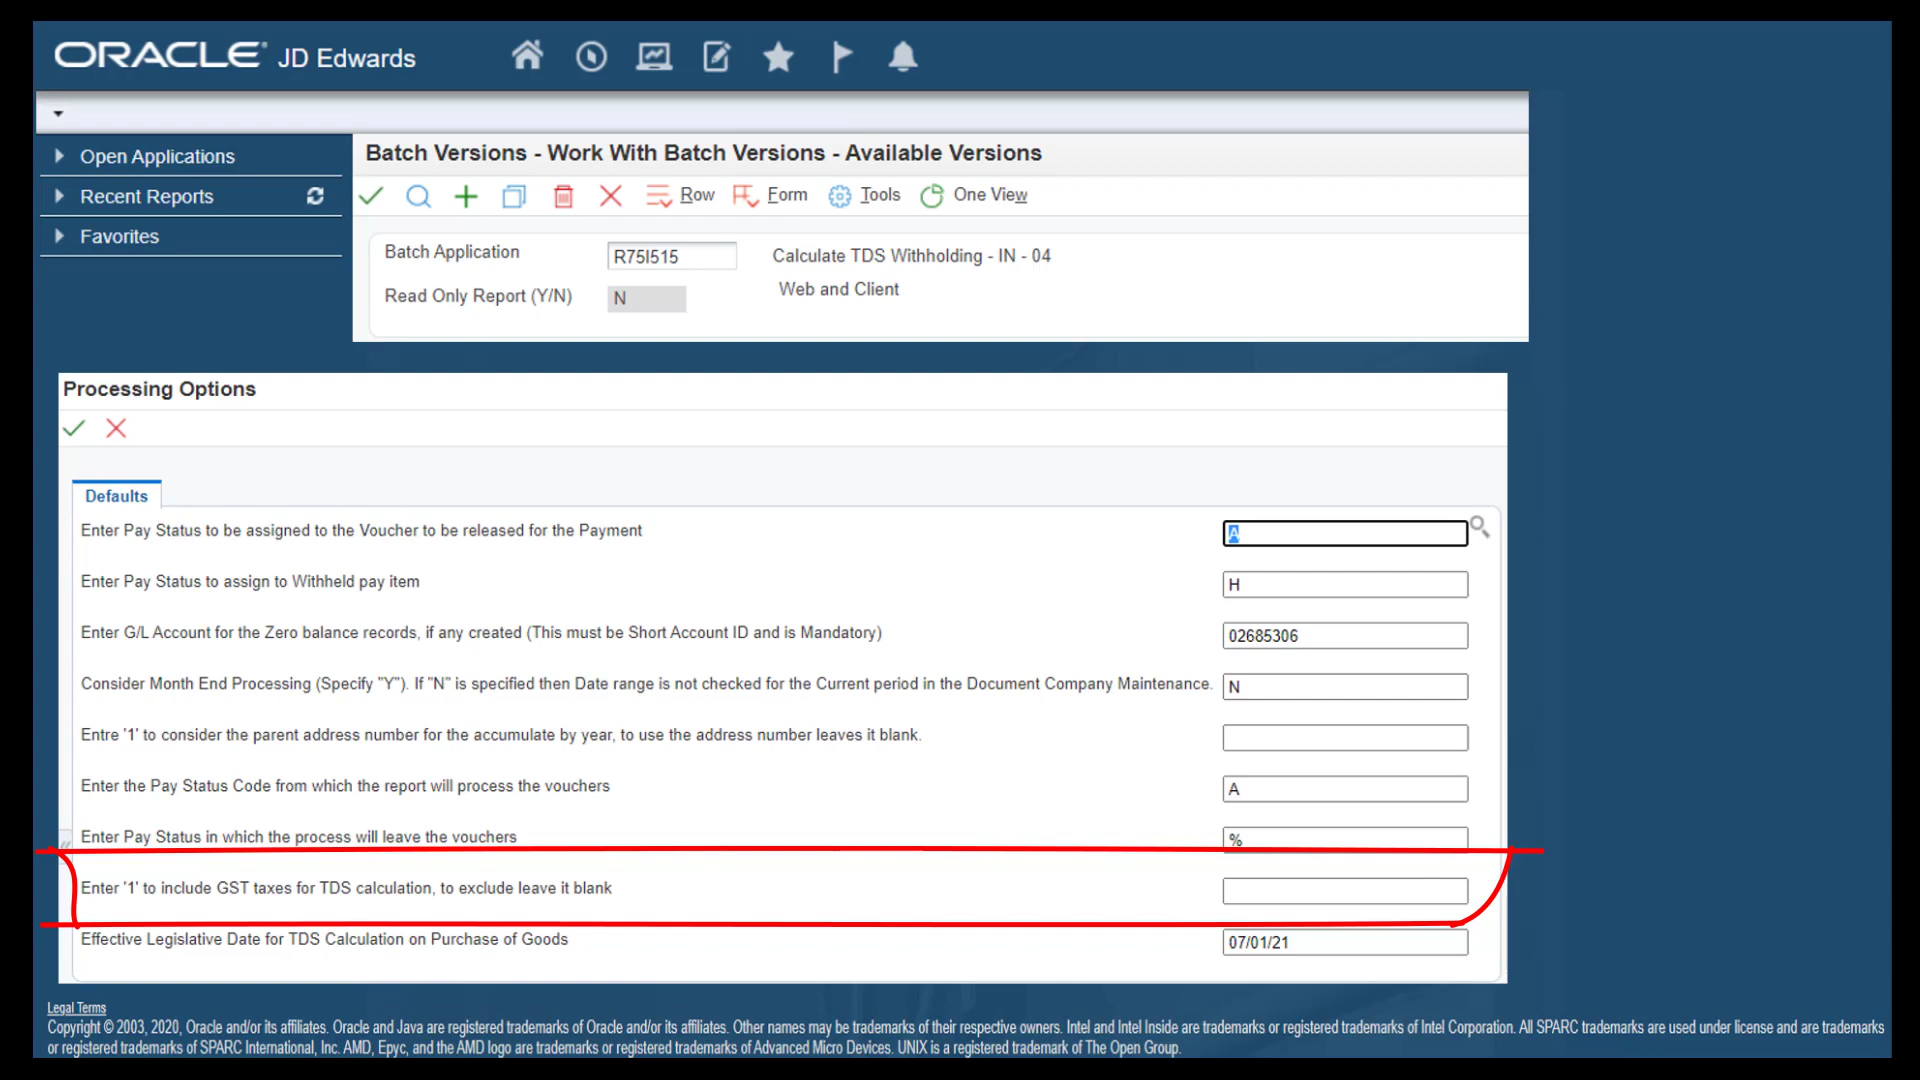 ORACLE JD Edwards
Open Applications
Recent Reports
Favorites
Batch Versions - Work With Batch Versions - Available Versions
Row Form Tools One View
Batch Application R75I515 Calculate TDS Withholding - IN - 04
Web and Client
Read Only Report (Y/N) N
Processing Options
Defaults
Enter Pay Status to be assigned to the Voucher to be released for the Payment A
Enter Pay Status to assign to Withheld pay item H
Enter G/L Account for the Zero balance records, if any created (This must be Short Account ID and is Mandatory) 02685306
Consider Month End Processing (Specify "Y"). If "N" is specified then Date range is not checked for the Current period in the Document Company Maintenance. N
Entre '1' to consider the parent address number for the accumulate by year, to use the address number leaves it blank.
Enter the Pay Status Code from which the report will process the vouchers A
Enter Pay Status in which the process will leave the vouchers %
Enter '1' to include GST taxes for TDS calculation, to exclude leave it blank
Effective Legislative Date for TDS Calculation on Purchase of Goods 07/01/21
Legal Terms
Copyright © 2003, 2020, Oracle and/or its affiliates. Oracle and Java are registered trademarks of Oracle and/or its affiliates. Other names may be trademarks of their respective owners. Intel and Intel Inside are trademarks or registered trademarks of Intel Corporation. All SPARC trademarks are used under license and are trademarks
or registered trademarks of SPARC International, Inc. AMD, Epyc, and the AMD logo are trademarks or registered trademarks of Advanced Micro Devices. UNIX is a registered trademark of The Open Group.